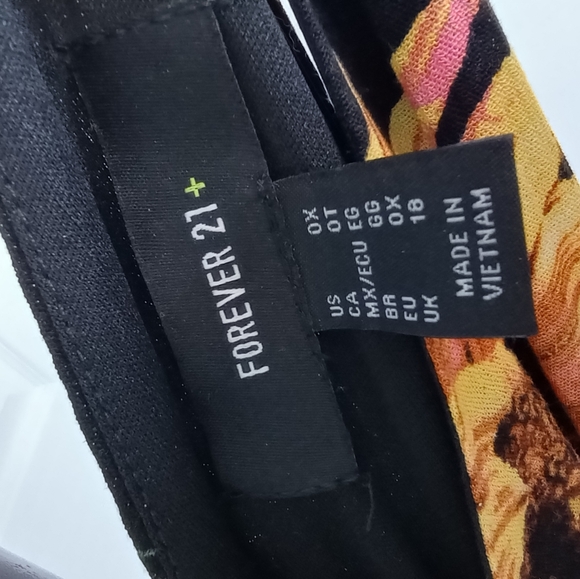 FOREVER 21+
US 0X
CA 0T
MX/ECU EG
BR GG
EU 0X
UK 18
MADE IN
VIETNAM